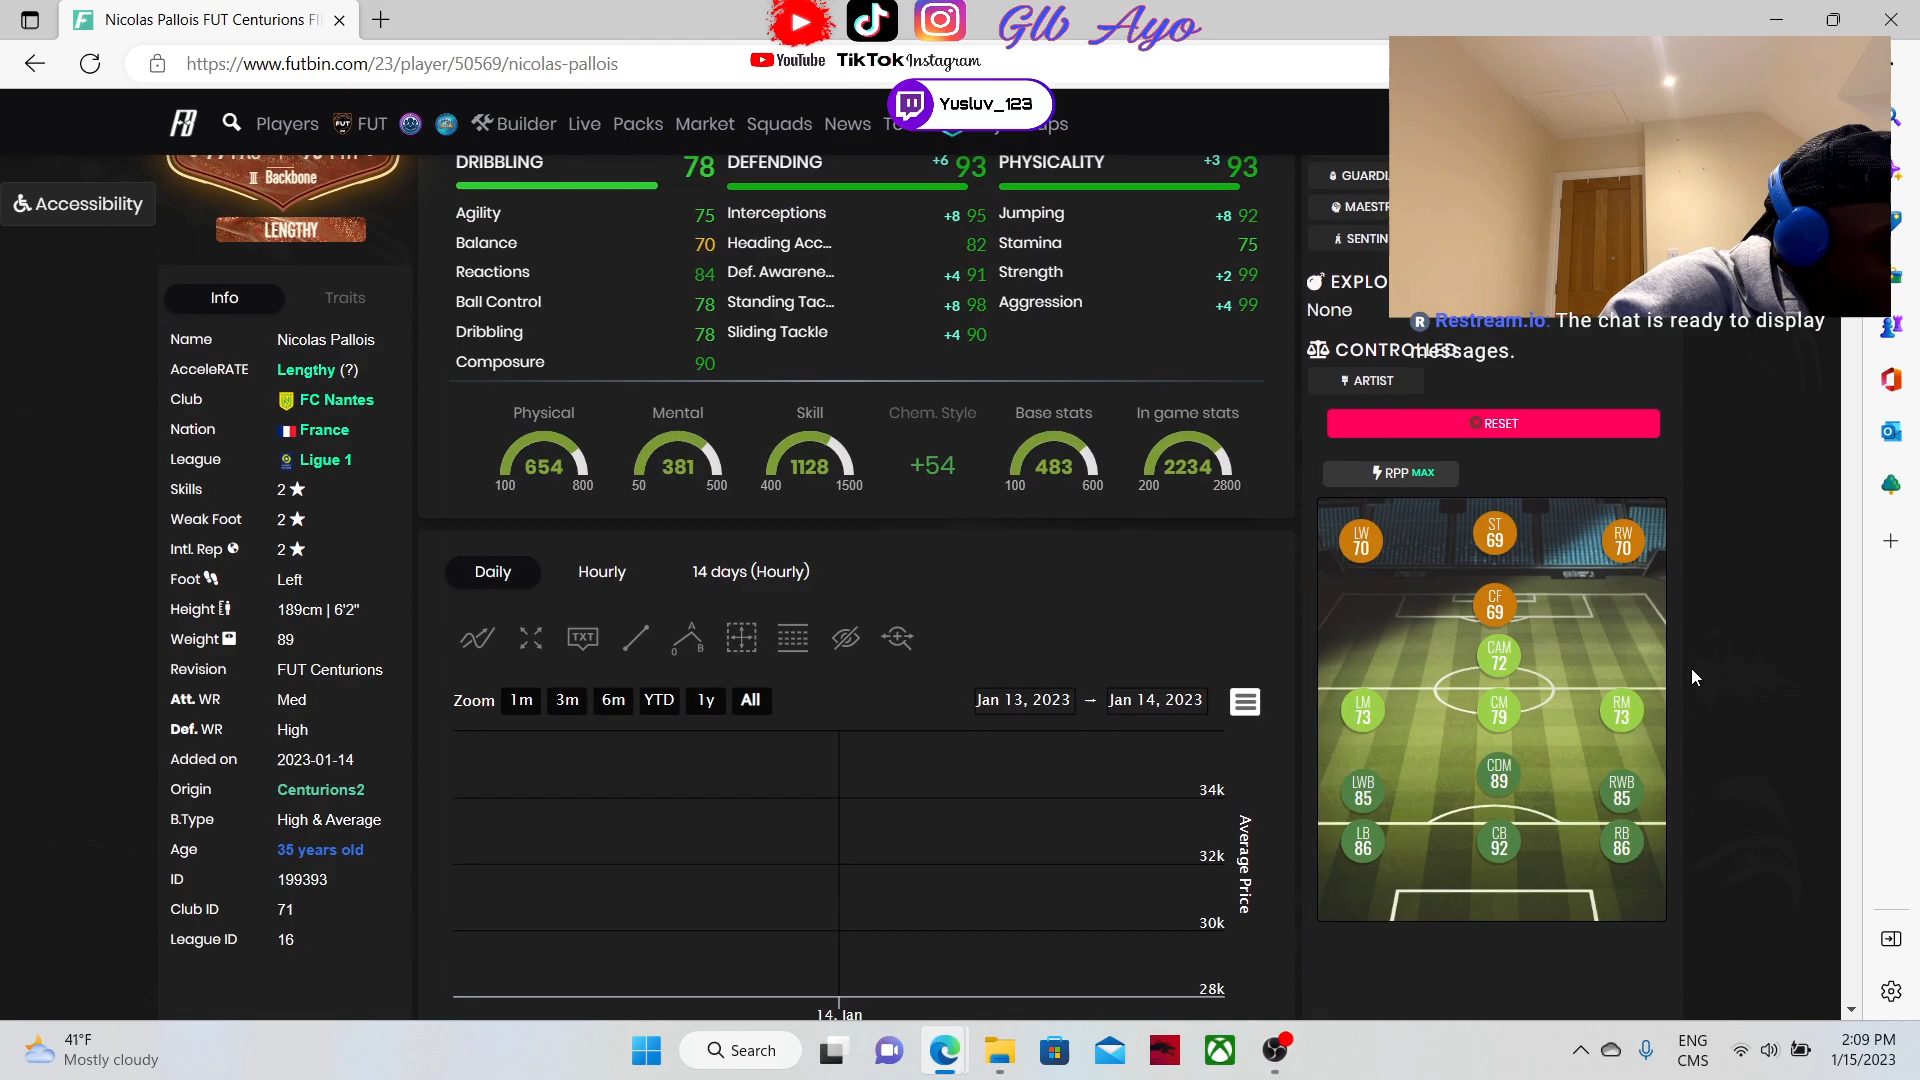 Nicolas Pallois FUT Centurions FI
Glb Ayo
https://www.futbin.com/23/player/50569/nicolas-pallois
YouTube TikTok Instagram
Yusluv_123
Players FUT Builder Live Packs Market Squads News
Backbone
LENGTHY
Accessibility
DRIBBLING 78 DEFENDING +6 93 PHYSICALITY +3 93
Agility 75 Interceptions +8 95 Jumping +8 92
Balance 70 Heading Acc... 82 Stamina 75
Reactions 84 Def. Awarene... +4 91 Strength +2 99
Ball Control 78 Standing Tac... +8 98 Aggression +4 99
Dribbling 78 Sliding Tackle +4 90
Composure 90
GUARDI
MAEST
SENTIN
EXPLO
None
Restream.io: The chat is ready to display
messages.
CONTROLLED
ARTIST
RESET
RPP MAX
Info Traits
Name Nicolas Pallois
AcceleRATE Lengthy (?)
Club FC Nantes
Nation France
League Ligue 1
Skills 2
Weak Foot 2
Intl. Rep 2
Foot Left
Height 189cm | 6'2"
Weight 89
Revision FUT Centurions
Att. WR Med
Def. WR High
Added on 2023-01-14
Origin Centurions2
B.Type High & Average
Age 35 years old
ID 199393
Club ID 71
League ID 16
Physical Mental Skill Chem. Style Base stats In game stats
654 381 1128 +54 483 2234
100 800 50 500 400 1500 100 600 200 2800
Daily Hourly 14 days (Hourly)
TXT A 0 B
Zoom 1m 3m 6m YTD 1y All Jan 13, 2023 → Jan 14, 2023
34k
32k
30k
28k
Average Price
14. Jan
LW 70 ST 69 RW 70
CF 69
CAM 72
LM 73 CM 79 RM 73
CDM 89
LWB 85 RWB 85
LB 86 CB 92 RB 86
41°F
Mostly cloudy
Search
ENG
CMS
2:09 PM
1/15/2023